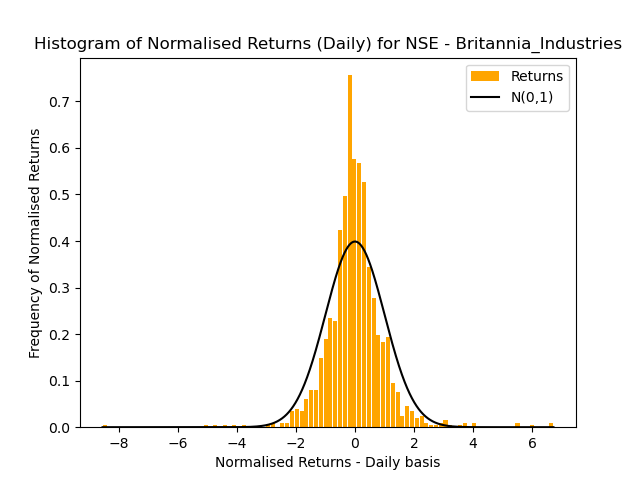 Histogram of Normalised Returns (Daily) for NSE - Britannia_Industries
Returns
N(0,1)
Frequency of Normalised Returns
0.7
0.6
0.5
0.4
0.3
0.2
0.1
0.0
−8 −6 −4 −2 0 2 4 6
Normalised Returns - Daily basis